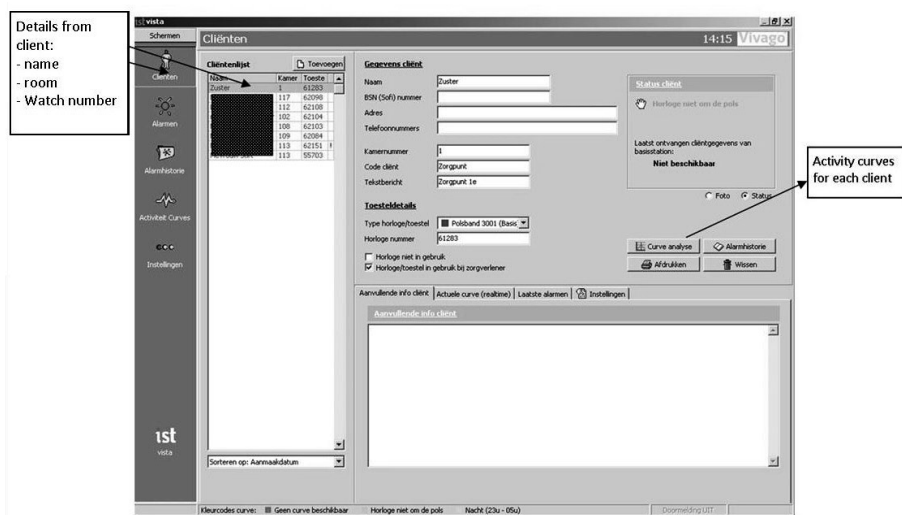 Details from
client:
- name
- room
- Watch number
ist vista
Schermen
Cliënten
14:15 Vivago
Cliënten
Alarmen
Alarmhistorie
Activiteit Curves
Instellingen
ist
vista
Cliëntenlijst
Toevoegen
Naam Kamer Toeste
Zuster 1 61283
117 62098
112 62108
102 62104
108 62103
109 62084
113 62151
113 55703
Sorteren op: Aanmaakdatum
Gegevens cliënt
Naam Zuster
BSN (Sofi) nummer
Adres
Telefoonnummers
Kamernummer 1
Code cliënt Zorgpunt
Tekstbericht Zorgpunt 1e
Toesteldetails
Type horloge/toestel Polsband 3001 (Basis
Horloge nummer 61283
Horloge niet in gebruik
Horloge/toestel in gebruik bij zorgverlener
Status cliënt
Horloge niet om de pols
Laatst ontvangen cliëntgegevens van
basisstation:
Niet beschikbaar
Foto Status
Curve analyse Alarmhistorie
Afdrukken Wissen
Activity curves
for each client
Aanvullende info cliënt Actuele curve (realtime) Laatste alarmen Instellingen
Aanvullende info cliënt
Kleurcodes curve: Geen curve beschikbaar Horloge niet om de pols Nacht (23u - 05u) Doormelding UIT